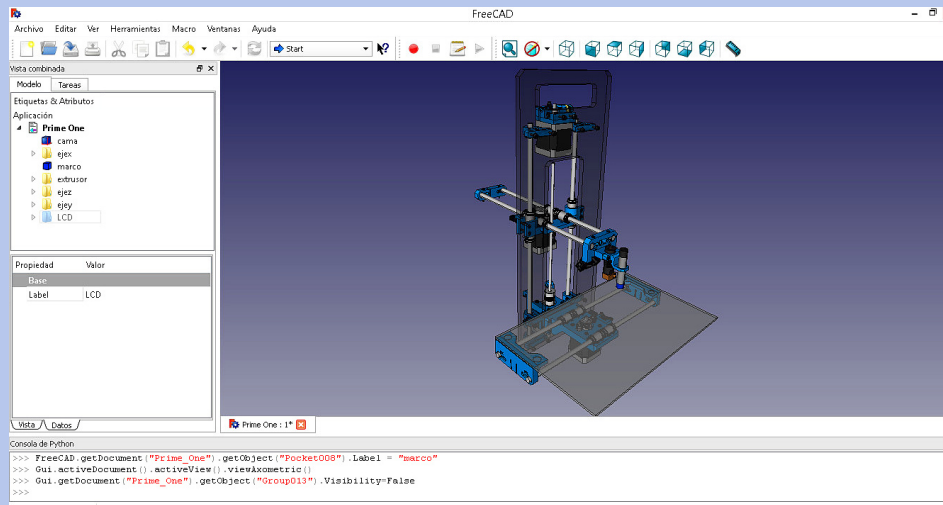 FreeCAD
Archivo Editar Ver Herramientas Macro Ventanas Ayuda
Start
Vista combinada
Modelo Tareas
Etiquetas & Atributos
Aplicación
Prime One
cama
ejex
marco
extrusor
ejez
ejey
LCD
Propiedad Valor
Base
Label LCD
Vista Datos
Prime One : 1*
Consola de Python
>>> FreeCAD.getDocument("Prime_One").getObject("Pocket008").Label = "marco"
>>> Gui.activeDocument().activeView().viewAxometric()
>>> Gui.getDocument("Prime_One").getObject("Group013").Visibility=False
>>>